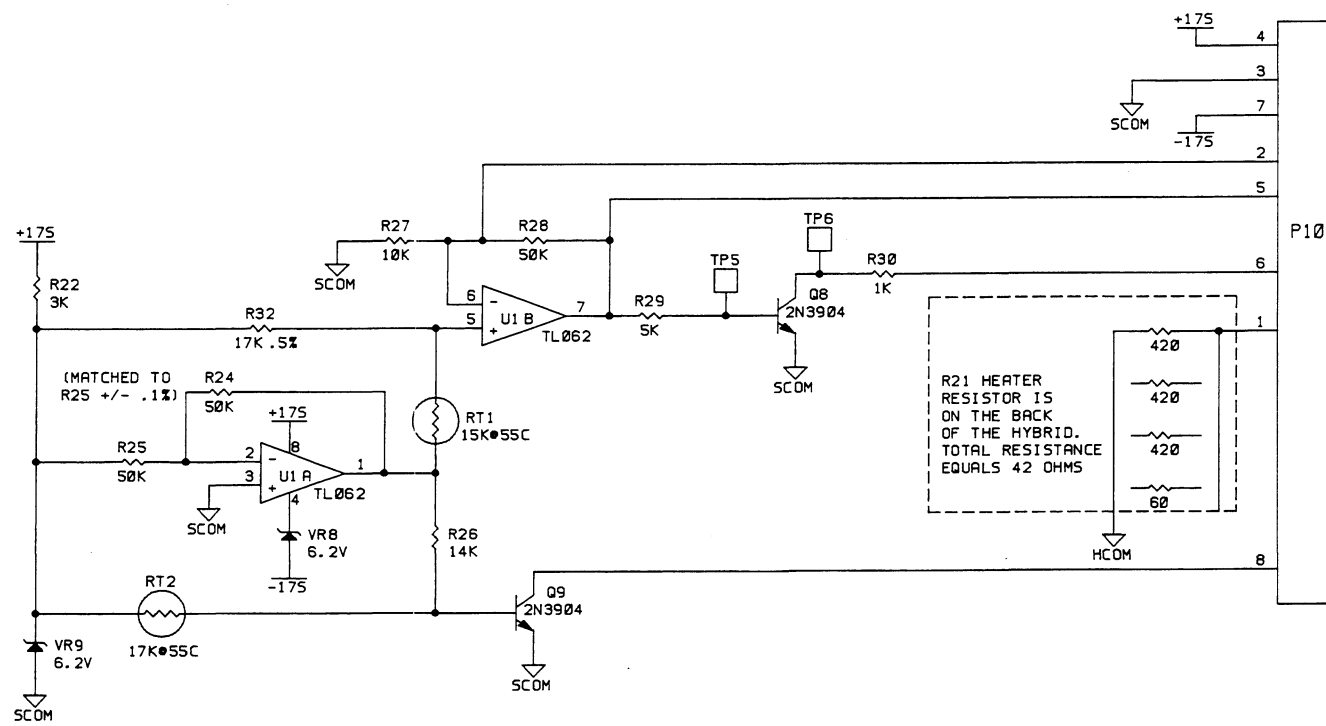 +17S
4
3
SCOM
7
-17S
2
5
P10
TP6
R27
10K
R28
50K
SCOM
+17S
R22
3K
TP5
R30
1K
6
Q8
2N3904
6
-
U1B
7
5
+
TL062
R29
5K
R32
17K .5%
SCOM
1
420
R21 HEATER
RESISTOR IS
ON THE BACK
OF THE HYBRID.
TOTAL RESISTANCE
EQUALS 42 OHMS
420
420
60
HCOM
(MATCHED TO
R25 +/- .1%)
R24
50K
+17S
8
RT1
15K@55C
R25
50K
2
-
3
+
U1A
1
TL062
4
SCOM
VR8
6.2V
-17S
R26
14K
8
RT2
17K@55C
Q9
2N3904
SCOM
VR9
6.2V
SCOM